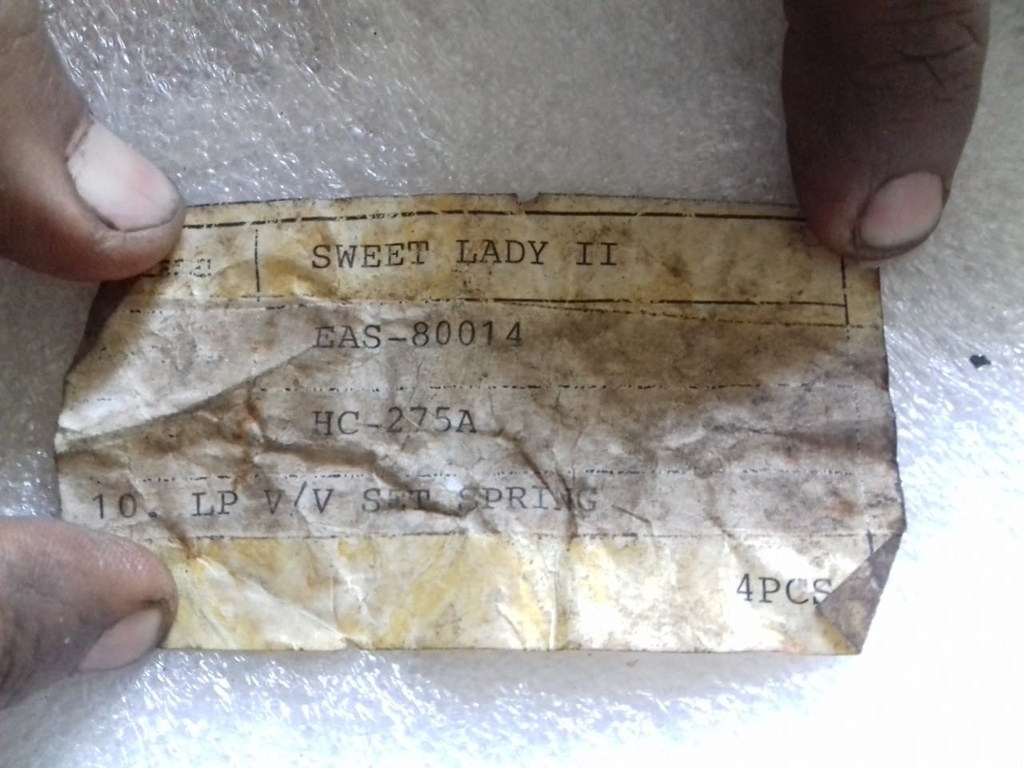 SWEET LADY II
EAS-80014
HC-275A
10. LP V/V SET SPRING
4PCS